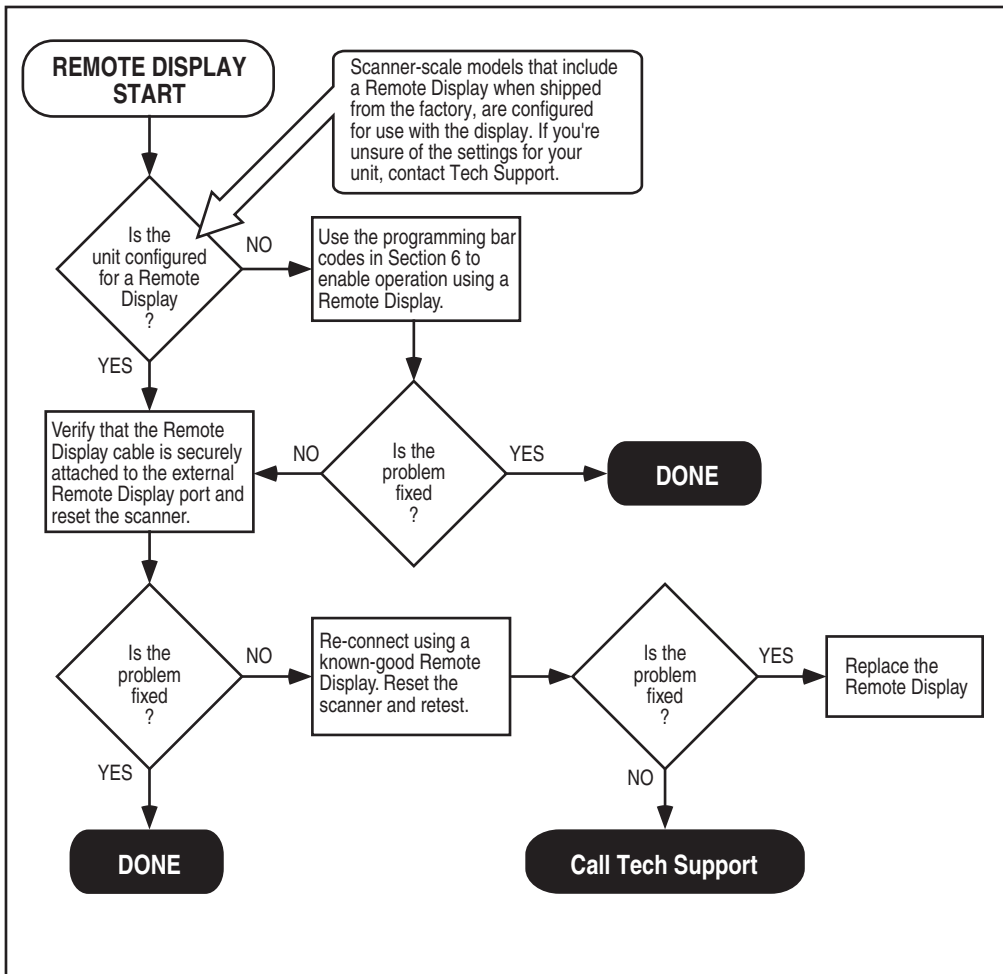 REMOTE DISPLAY
START
Scanner-scale models that include
a Remote Display when shipped
from the factory, are configured
for use with the display. If you're
unsure of the settings for your
unit, contact Tech Support.
Is the
unit configured
for a Remote
Display
?
NO
Use the programming bar
codes in Section 6 to
enable operation using a
Remote Display.
YES
Verify that the Remote
Display cable is securely
attached to the external
Remote Display port and
reset the scanner.
NO
Is the
problem
fixed
?
YES
DONE
Is the
problem
fixed
?
NO
Re-connect using a
known-good Remote
Display. Reset the
scanner and retest.
Is the
problem
fixed
?
YES
Replace the
Remote Display
YES
NO
DONE
Call Tech Support